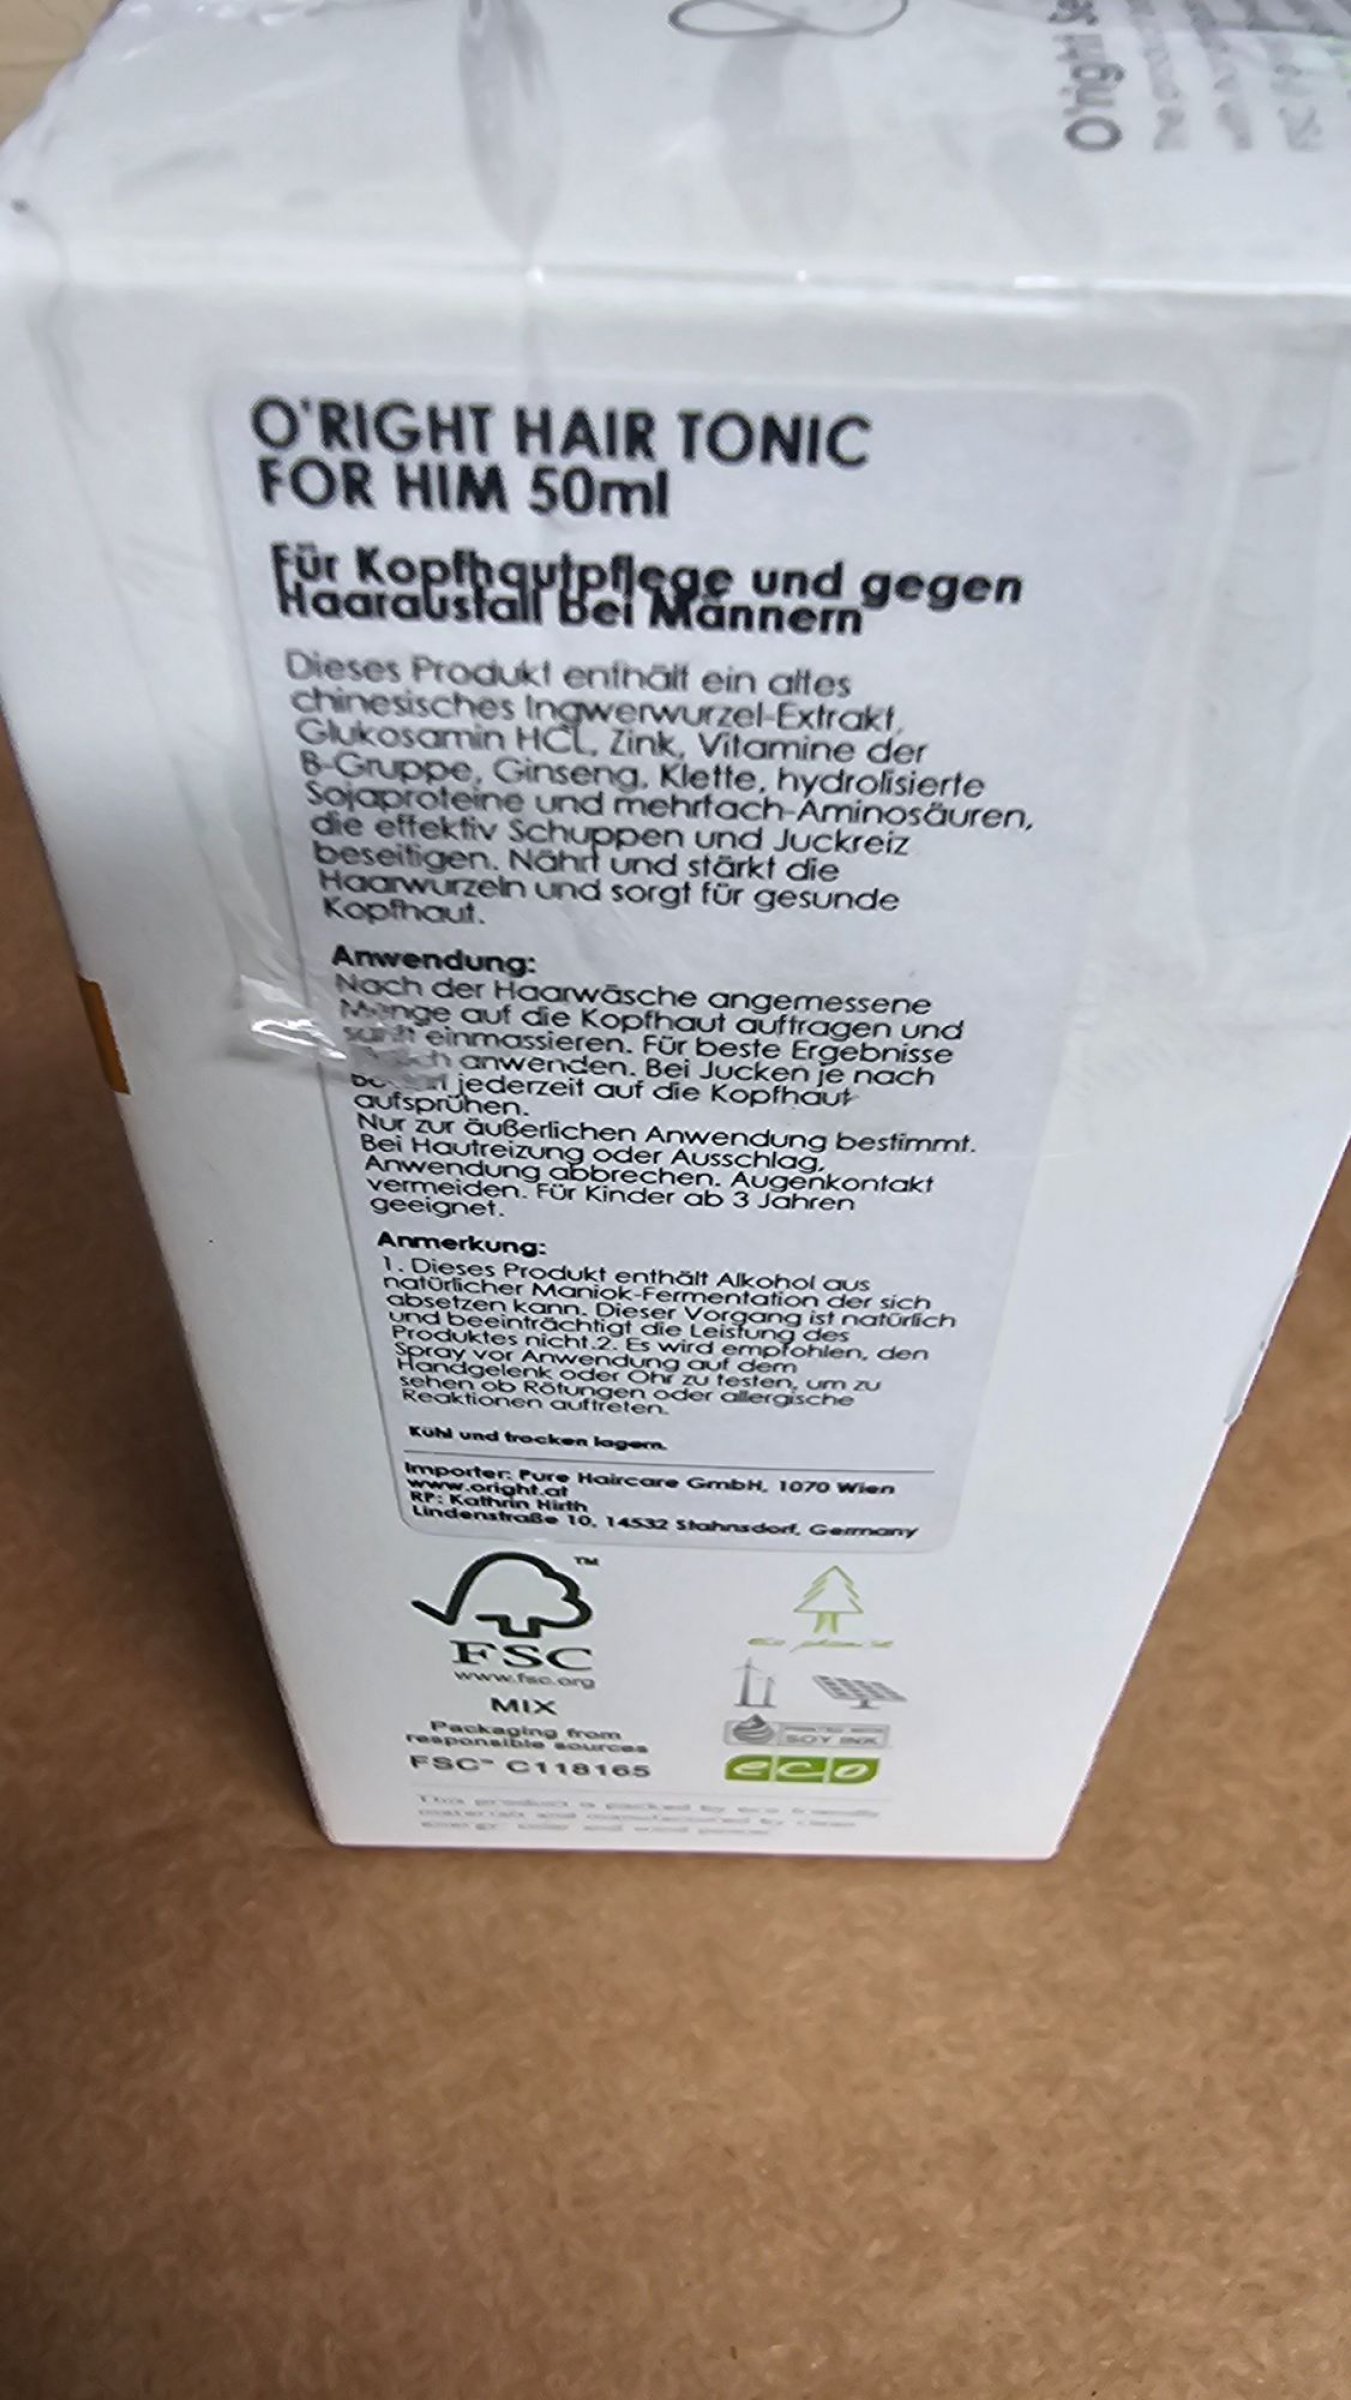 O'right
O'RIGHT HAIR TONIC
FOR HIM 50ml
Für Kopfhautpflege und gegen
Haarausfall bei Männern
Dieses Produkt enthält ein altes
chinesisches Ingwerwurzel-Extrakt,
Glukosamin HCL, Zink, Vitamine der
B-Gruppe, Ginseng, Klette, hydrolisierte
Sojaproteine und mehrfach-Aminosäuren,
die effektiv Schuppen und Juckreiz
beseitigen. Nährt und stärkt die
Haarwurzeln und sorgt für gesunde
Kopfhaut.
Anwendung:
Nach der Haarwäsche angemessene
Menge auf die Kopfhaut auftragen und
sanft einmassieren. Für beste Ergebnisse
anwenden. Bei Jucken je nach
jederzeit auf die Kopfhaut
aufsprühen.
Nur zur äußerlichen Anwendung bestimmt.
Bei Hautreizung oder Ausschlag,
Anwendung abbrechen. Augenkontakt
vermeiden. Für Kinder ab 3 Jahren
geeignet.
Anmerkung:
1. Dieses Produkt enthält Alkohol aus
natürlicher Maniok-Fermentation der sich
absetzen kann. Dieser Vorgang ist natürlich
und beeinträchtigt die Leistung des
Produktes nicht.2. Es wird empfohlen, den
Spray vor Anwendung auf dem
Handgelenk oder Ohr zu testen, um zu
sehen ob Rötungen oder allergische
Reaktionen auftreten.
Kühl und trocken lagern.
Importer: Pure Haircare GmbH, 1070 Wien
www.oright.at
RP: Kathrin Hirth
Lindenstraße 10, 14532 Stahnsdorf, Germany
TM
FSC
www.fsc.org
MIX
Packaging from
responsible sources
FSC™ C118165
SOY INK
eco